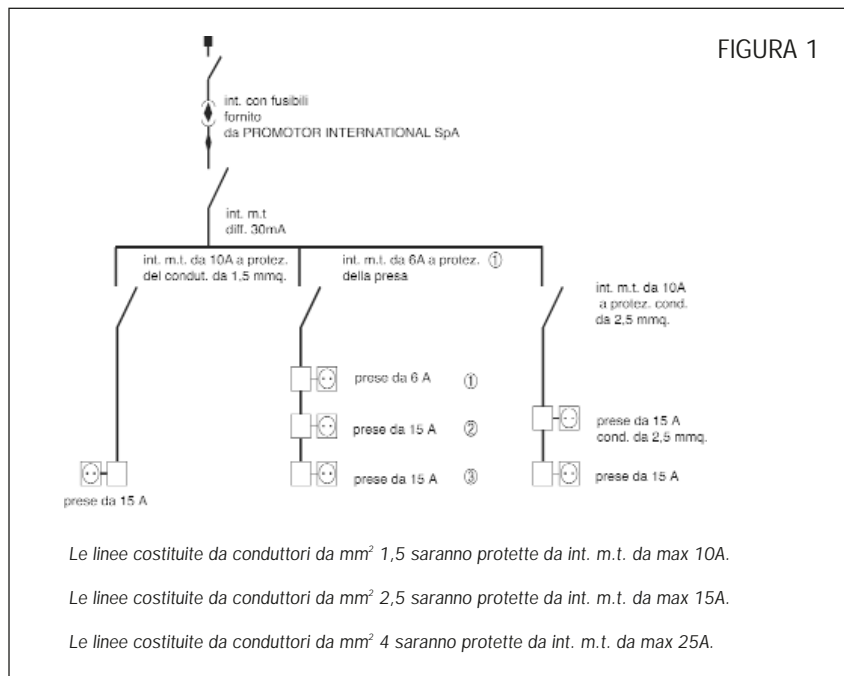 FIGURA 1
int. con fusibili
fornito
da PROMOTOR INTERNATIONAL SpA
int. m.t
diff. 30mA
int. m.t. da 10A a protez.
del condut. da 1,5 mmq.
int. m.t. da 6A a protez. ①
della presa
int. m.t. da 10A
a protez. cond.
da 2,5 mmq.
prese da 6 A ①
prese da 15 A ②
prese da 15 A ③
prese da 15 A
cond. da 2,5 mmq.
prese da 15 A
prese da 15 A
Le linee costituite da conduttori da mm² 1,5 saranno protette da int. m.t. da max 10A.
Le linee costituite da conduttori da mm² 2,5 saranno protette da int. m.t. da max 15A.
Le linee costituite da conduttori da mm² 4 saranno protette da int. m.t. da max 25A.